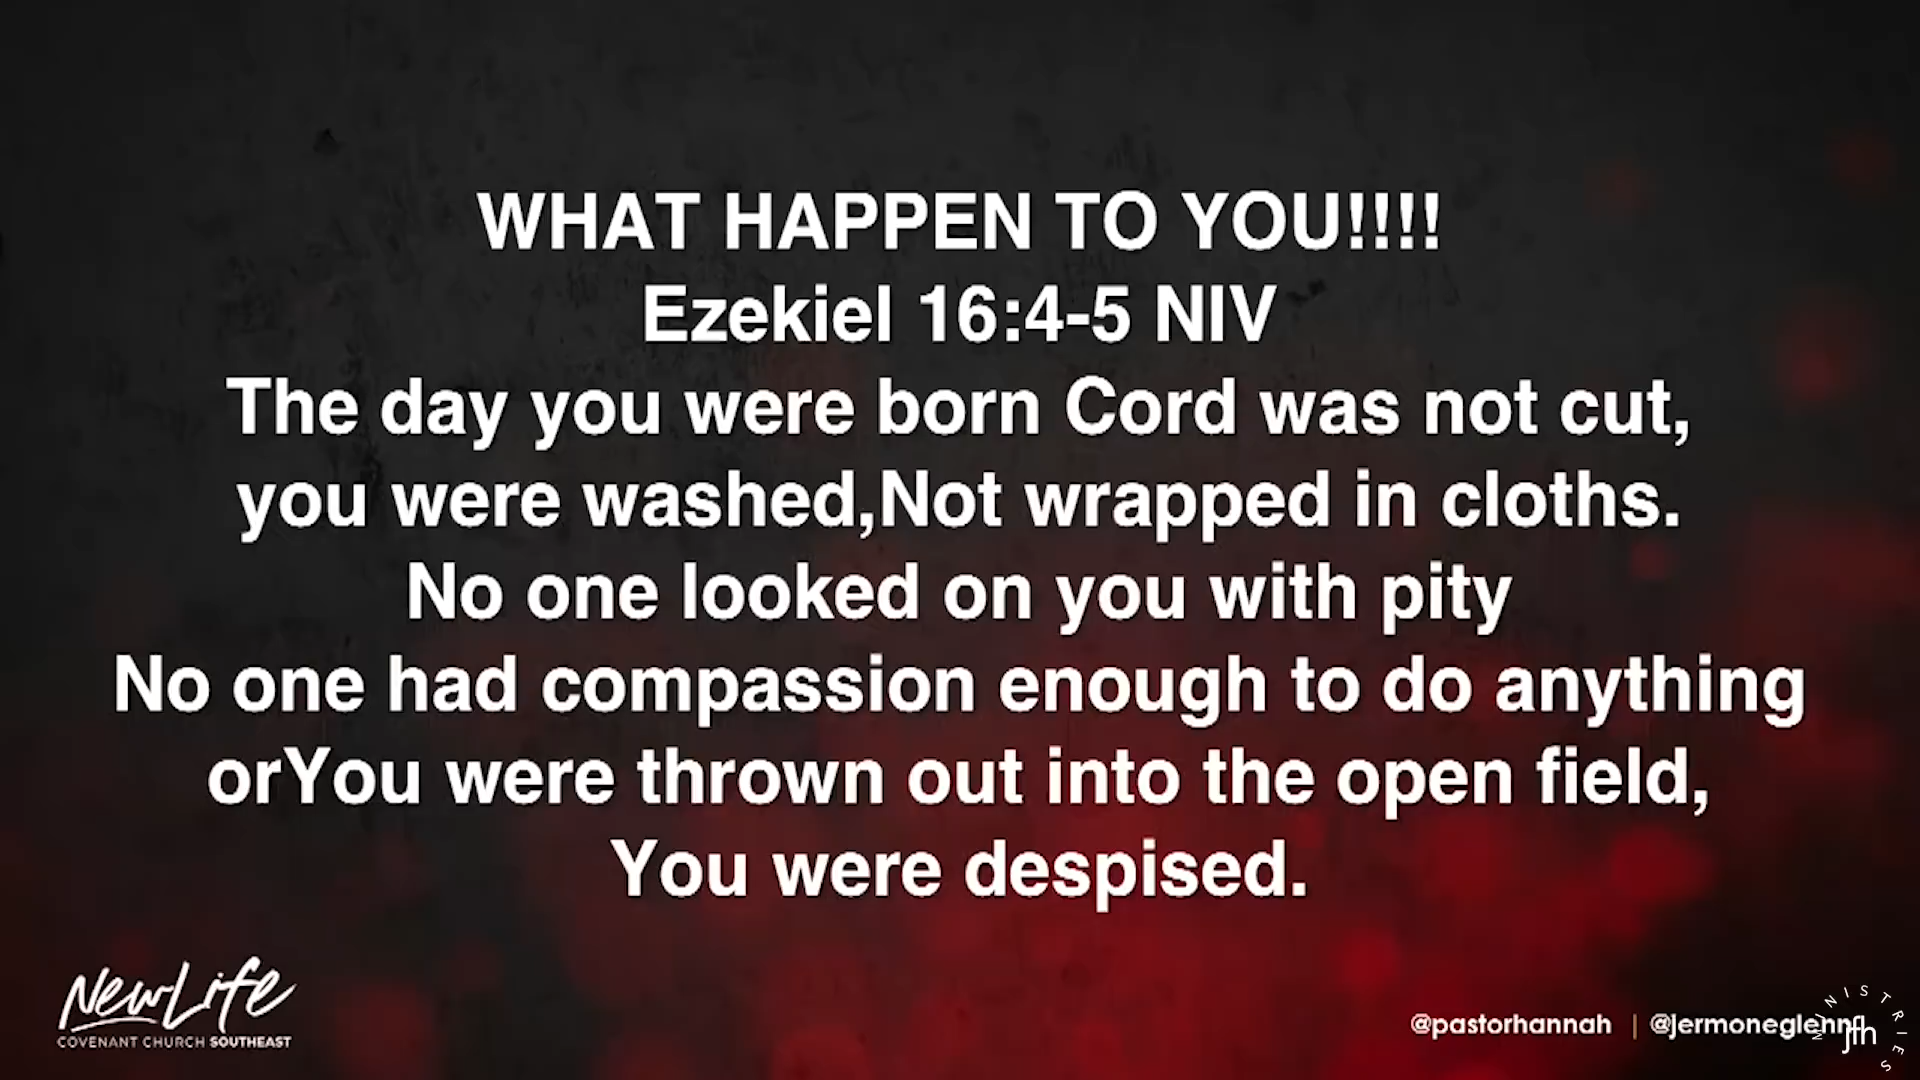 WHAT HAPPEN TO YOU!!!!
Ezekiel 16:4-5 NIV
The day you were born Cord was not cut,
you were washed,Not wrapped in cloths.
No one looked on you with pity
No one had compassion enough to do anything
orYou were thrown out into the open field,
You were despised.
NewLife
COVENANT CHURCH SOUTHEAST
@pastorhannah | @jermoneglennfl
MINISTRIES
jfh